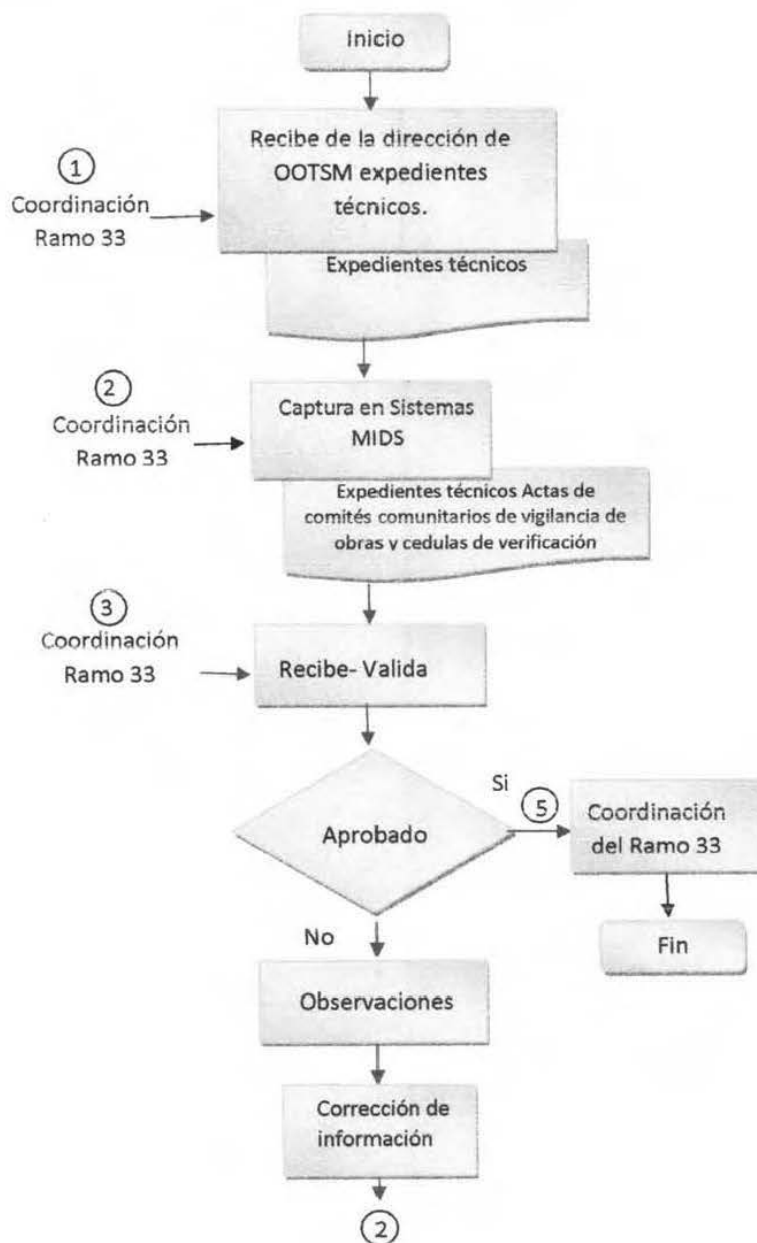 Inicio
Recibe de la dirección de
OOTSM expedientes
técnicos.
1
Coordinación
Ramo 33
Expedientes técnicos
2
Coordinación
Ramo 33
Captura en Sistemas
MIDS
Expedientes técnicos Actas de
comités comunitarios de vigilancia de
obras y cedulas de verificación
3
Coordinación
Ramo 33
Recibe- Valida
Aprobado
Si
5
Coordinación
del Ramo 33
Fin
No
Observaciones
Corrección de
información
2